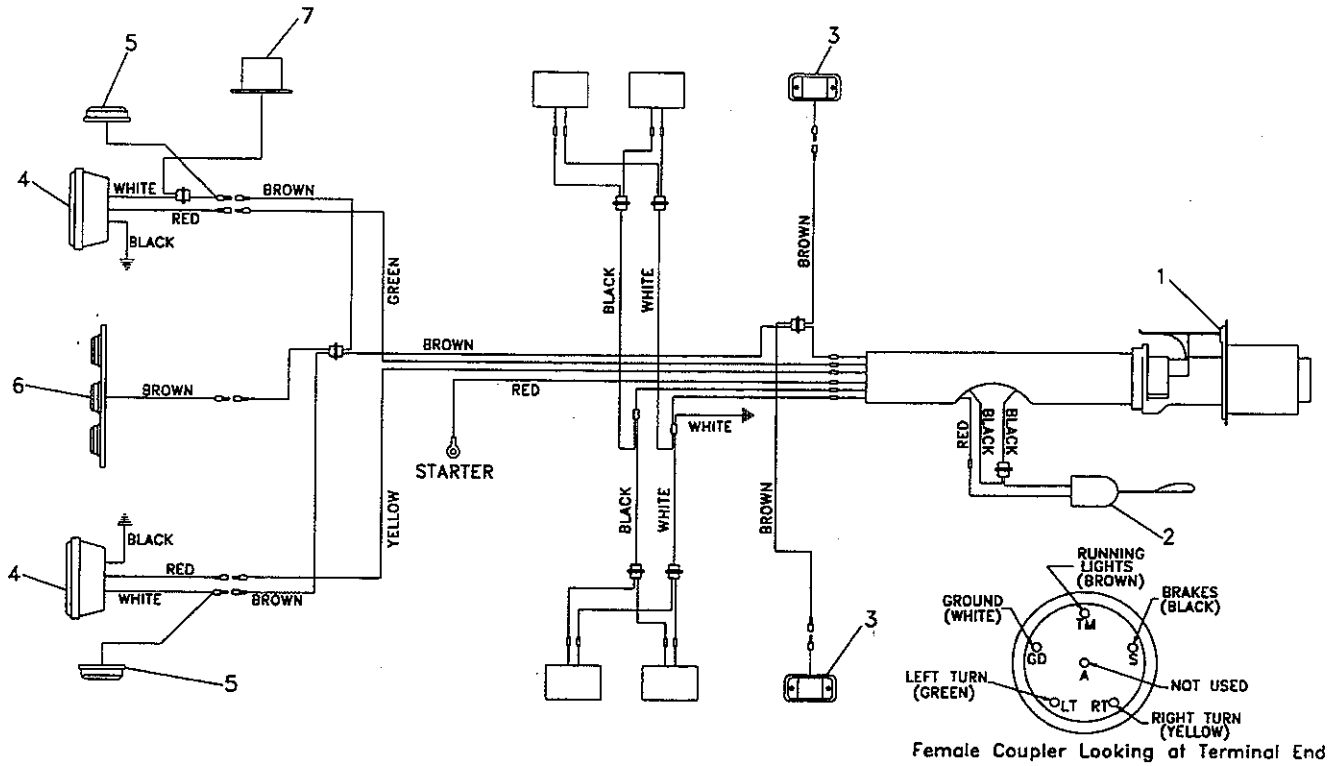 7
5
3
4
WHITE
BROWN
RED
BLACK
GREEN
BLACK
WHITE
BROWN
1
BROWN
6
BROWN
RED
WHITE
STARTER
RED
BLACK
BLACK
YELLOW
BLACK
WHITE
BROWN
2
BLACK
4
RED
WHITE
BROWN
5
3
RUNNING
LIGHTS
(BROWN)
GROUND
(WHITE)
BRAKES
(BLACK)
TM
GD
S
A
NOT USED
LEFT TURN
(GREEN)
LT
RT
RIGHT TURN
(YELLOW)
Female Coupler Looking at Terminal End